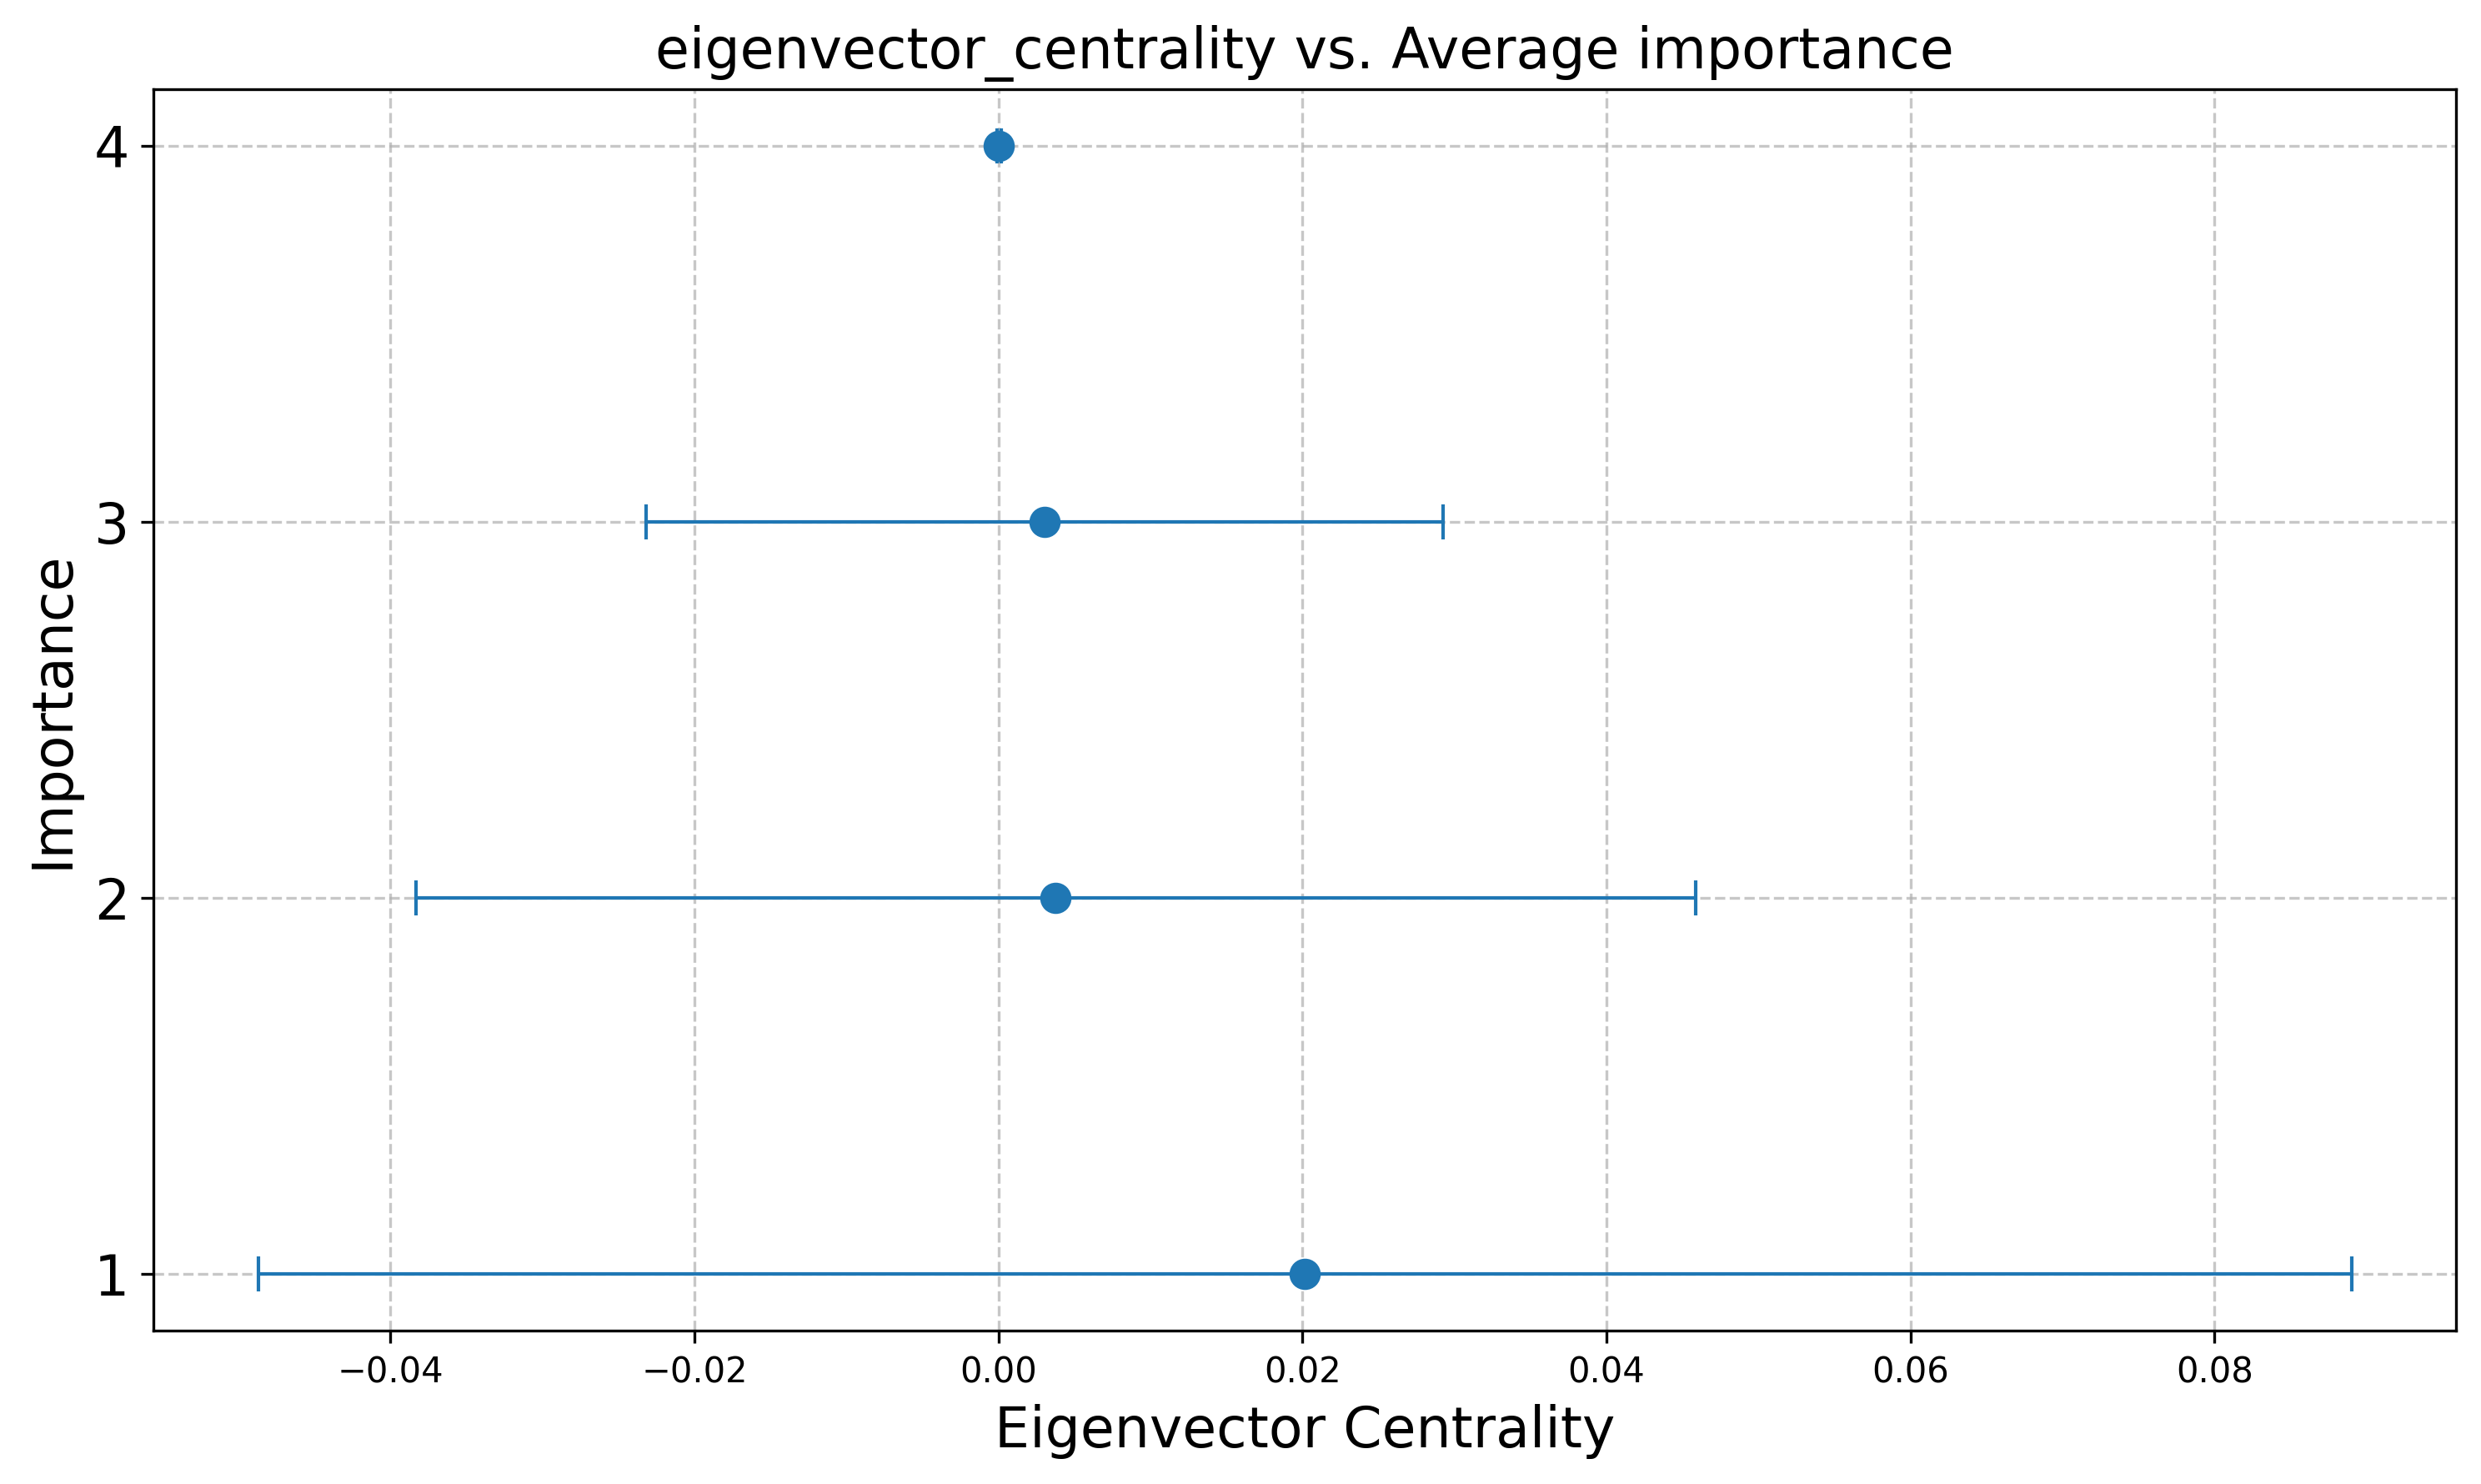 eigenvector_centrality vs. Average importance
4
3
2
1
Importance
−0.04 −0.02 0.00 0.02 0.04 0.06 0.08
Eigenvector Centrality